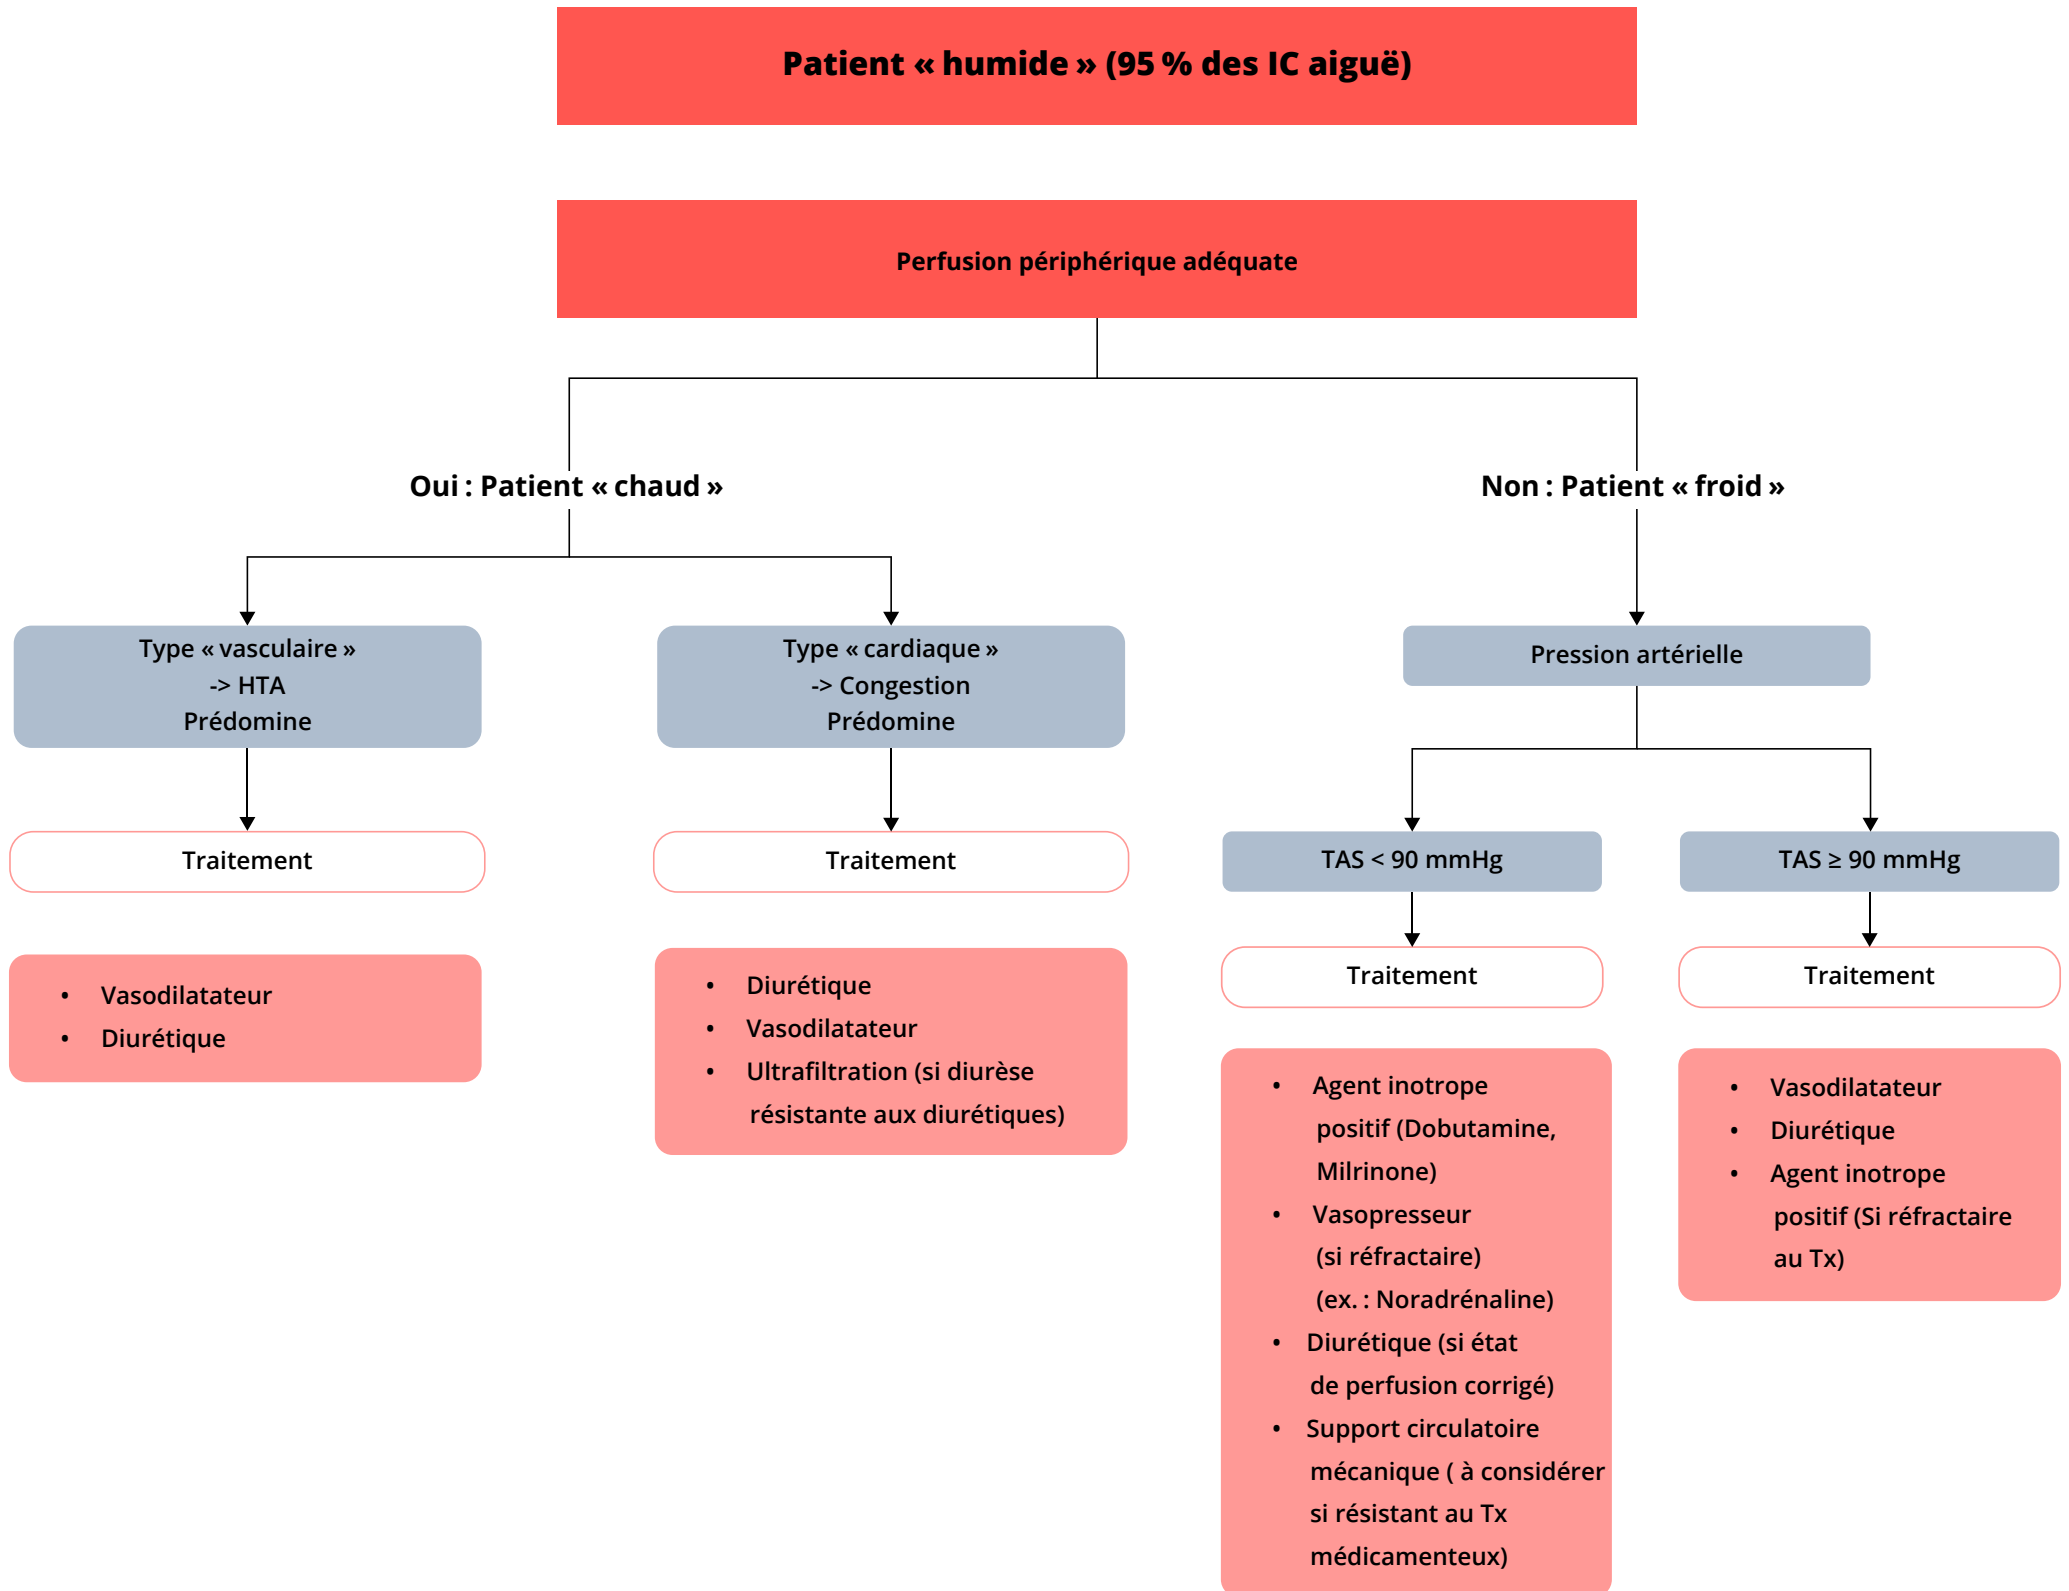 Patient « humide » (95 % des IC aiguë)
Perfusion périphérique adéquate
Oui : Patient « chaud »
Non : Patient « froid »
Type « vasculaire »
-> HTA
Prédomine
Type « cardiaque »
-> Congestion
Prédomine
Pression artérielle
Traitement
Traitement
TAS < 90 mmHg
TAS ≥ 90 mmHg
Traitement
Traitement
• Vasodilatateur
• Diurétique
• Diurétique
• Vasodilatateur
• Ultrafiltration (si diurèse
résistante aux diurétiques)
• Agent inotrope
positif (Dobutamine,
Milrinone)
• Vasopresseur
(si réfractaire)
(ex. : Noradrénaline)
• Diurétique (si état
de perfusion corrigé)
• Support circulatoire
mécanique ( à considérer
si résistant au Tx
médicamenteux)
• Vasodilatateur
• Diurétique
• Agent inotrope
positif (Si réfractaire
au Tx)